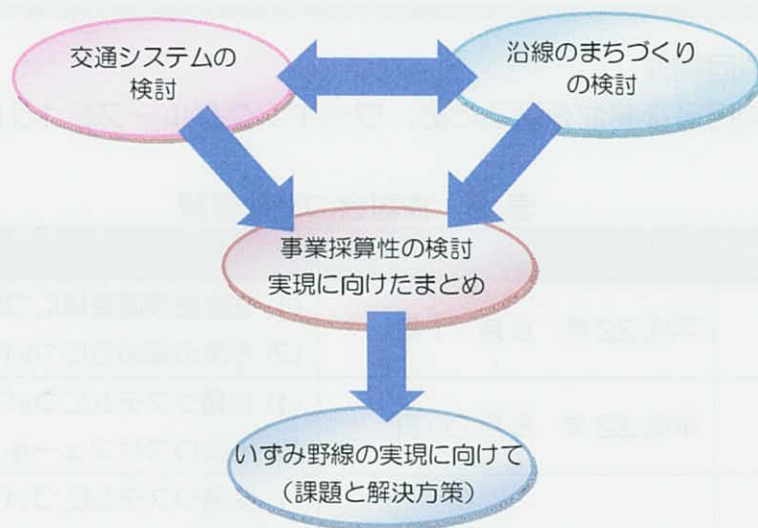 交通システムの
検討
沿線のまちづくり
の検討
事業採算性の検討
実現に向けたまとめ
いずみ野線の実現に向けて
（課題と解決方策）